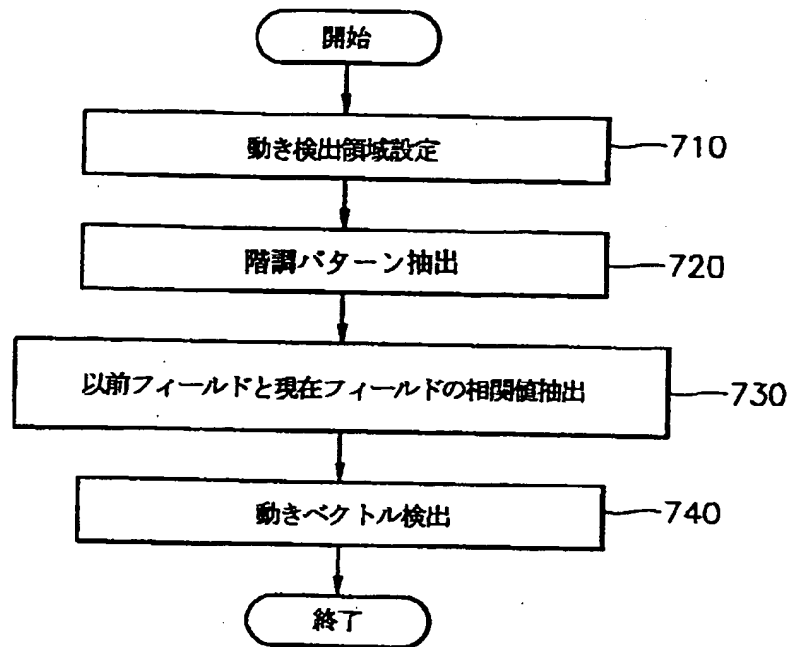 開始
動き検出領域設定
710
階調パターン抽出
720
以前フィールドと現在フィールドの相関値抽出
730
動きベクトル検出
740
終了